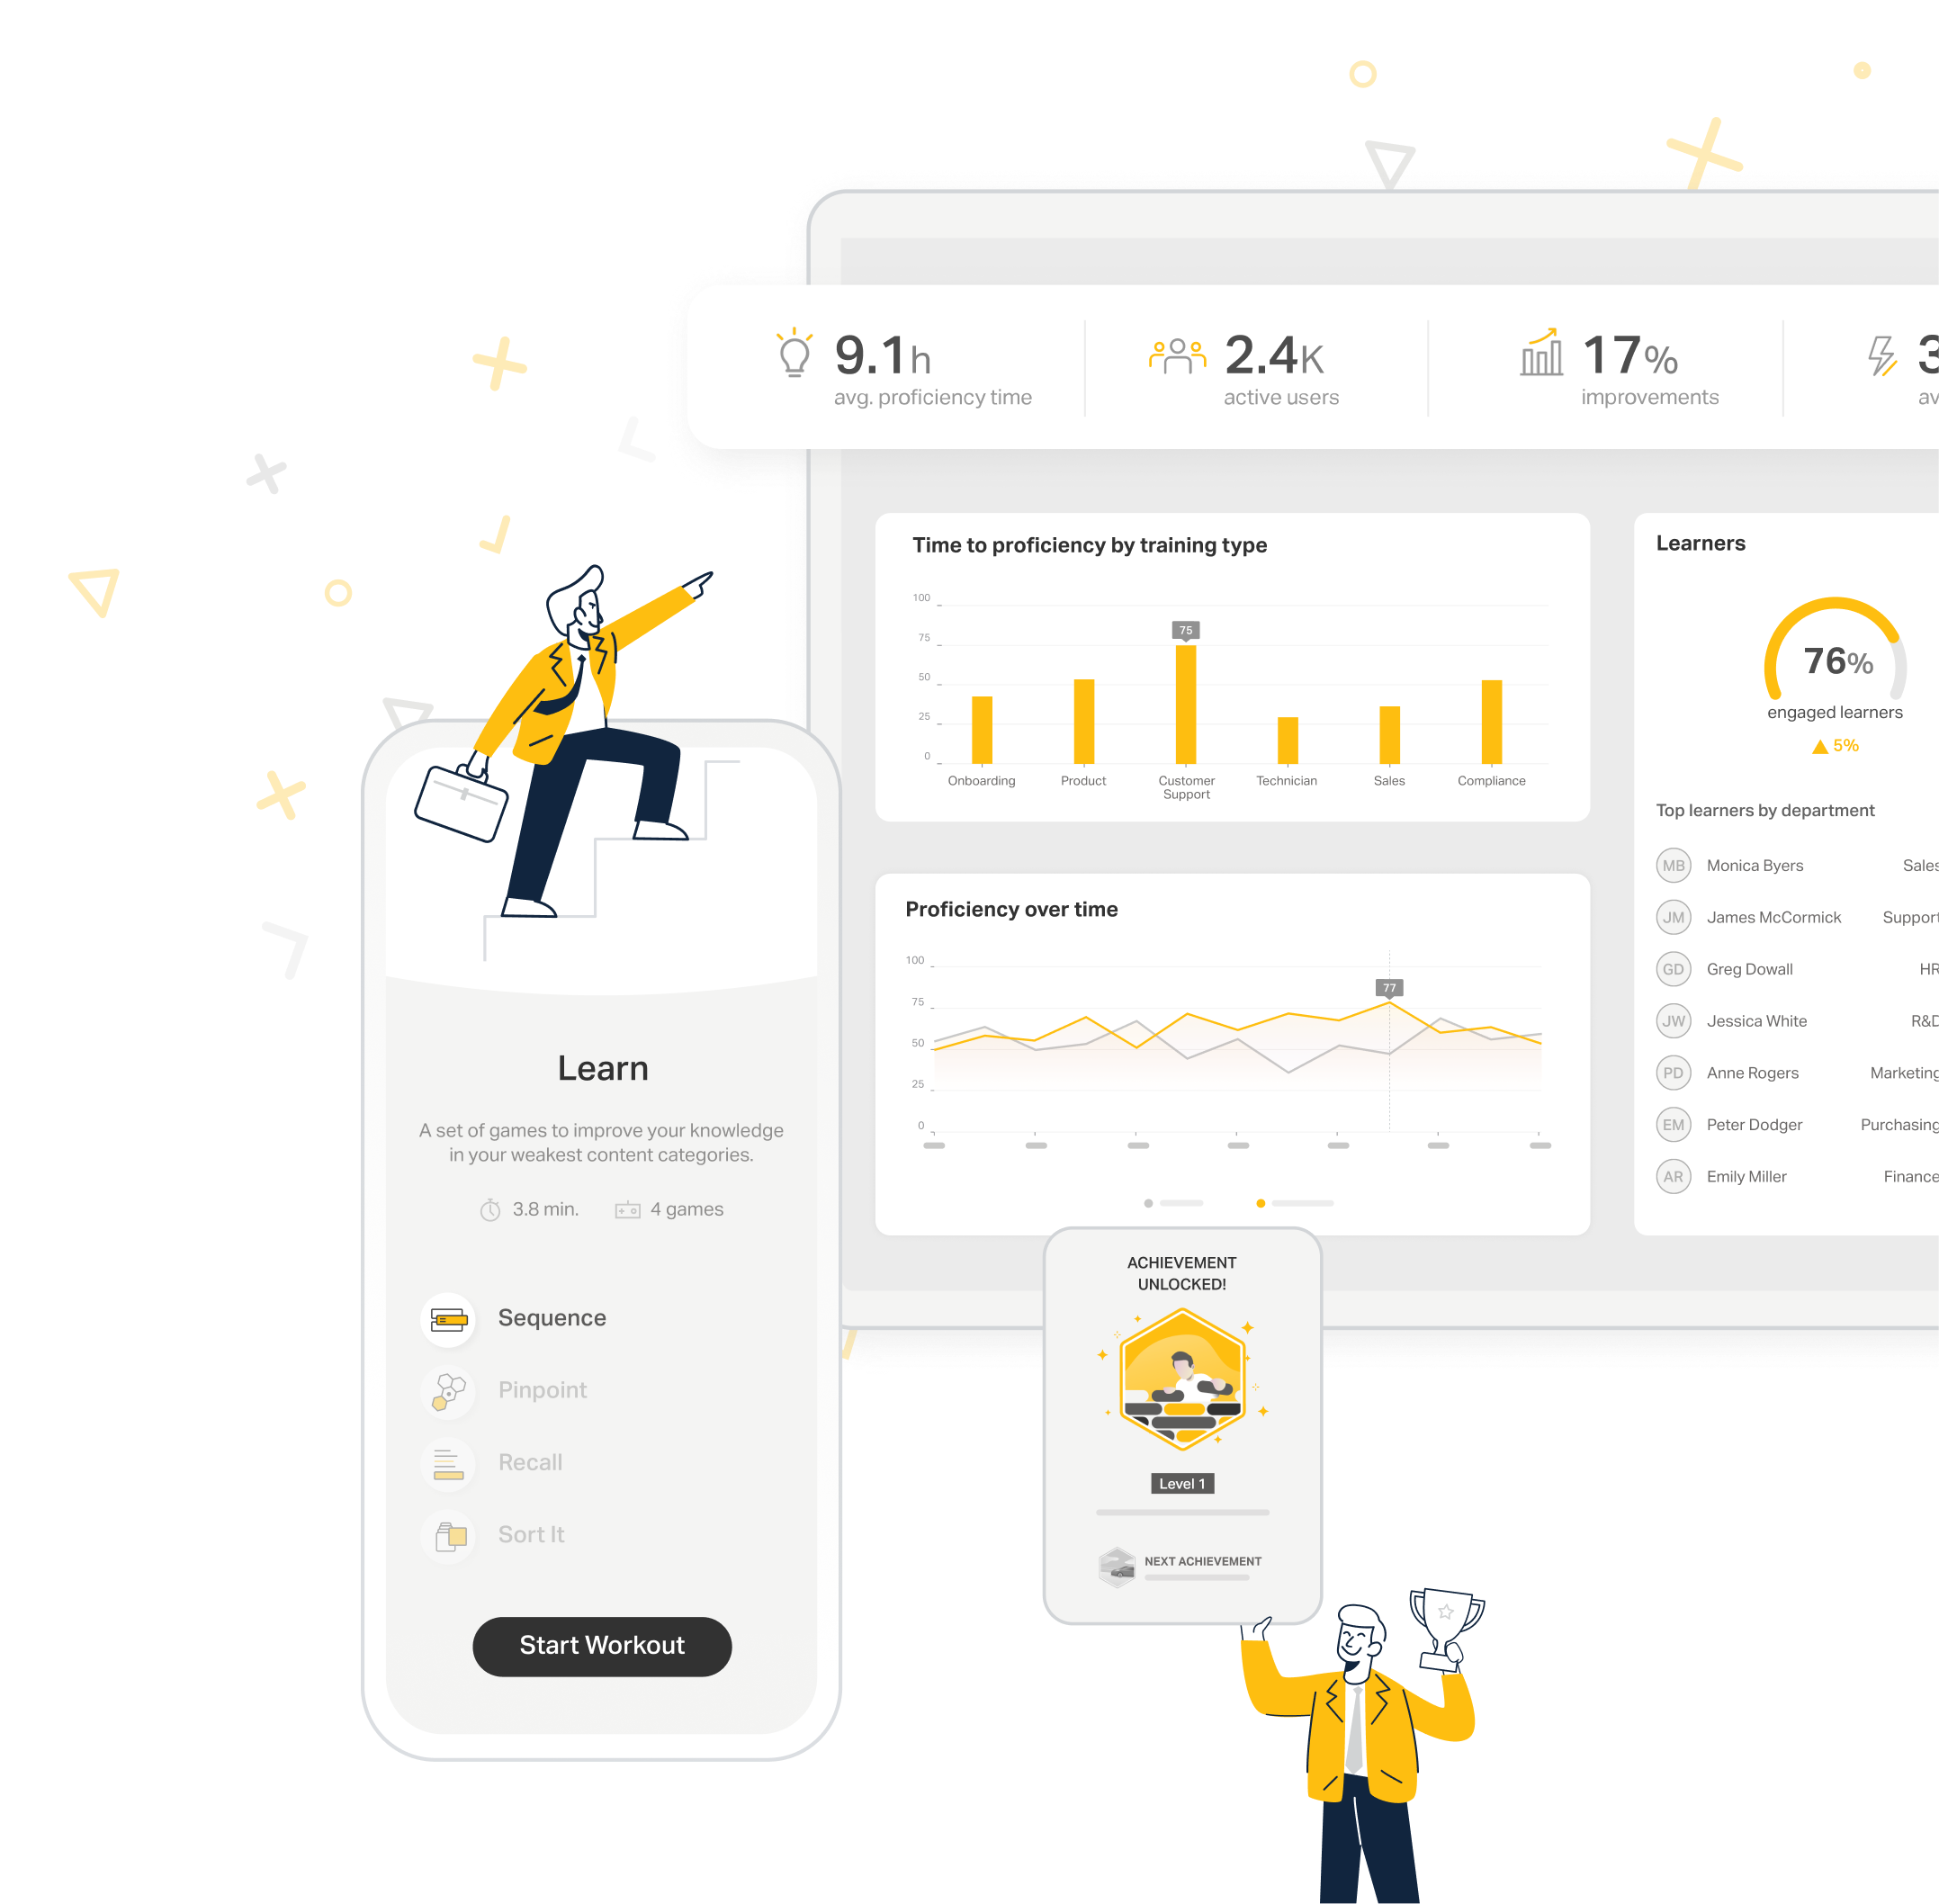 9.1h
avg. proficiency time
2.4K
active users
17%
improvements
3
av
Time to proficiency by training type
100
75
50
25
0
75
Onboarding
Product
Customer
Support
Technician
Sales
Compliance
Learners
76%
engaged learners
5%
Top learners by department
MB Monica Byers Sales
JM James McCormick Support
GD Greg Dowall HR
JW Jessica White R&D
PD Anne Rogers Marketing
EM Peter Dodger Purchasing
AR Emily Miller Finance
Proficiency over time
100
75
50
25
0
77
Learn
A set of games to improve your knowledge
in your weakest content categories.
3.8 min.
4 games
Sequence
Pinpoint
Recall
Sort It
Start Workout
ACHIEVEMENT
UNLOCKED!
Level 1
NEXT ACHIEVEMENT